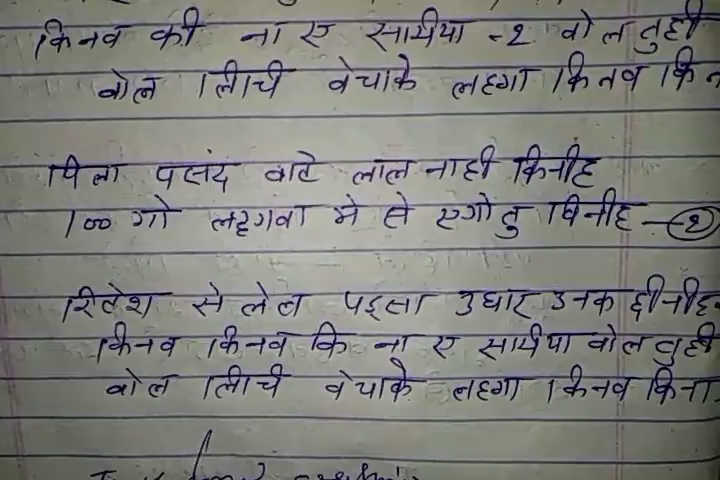 किनव की ना ए सायीया -2 वोल तुही
वोल लिची वेचाके लहगा किनव कि
पिला पसंद वाटे लाल नाही किनीह
100 गो लहगवा मे से एगो तु घिनीह -2
रितेश से लेल पइसा उधार उनक दीनीह
किनव किनव कि ना ए सायीया वोल तुही
वोल लिची वेचाके लहगा किनव किना